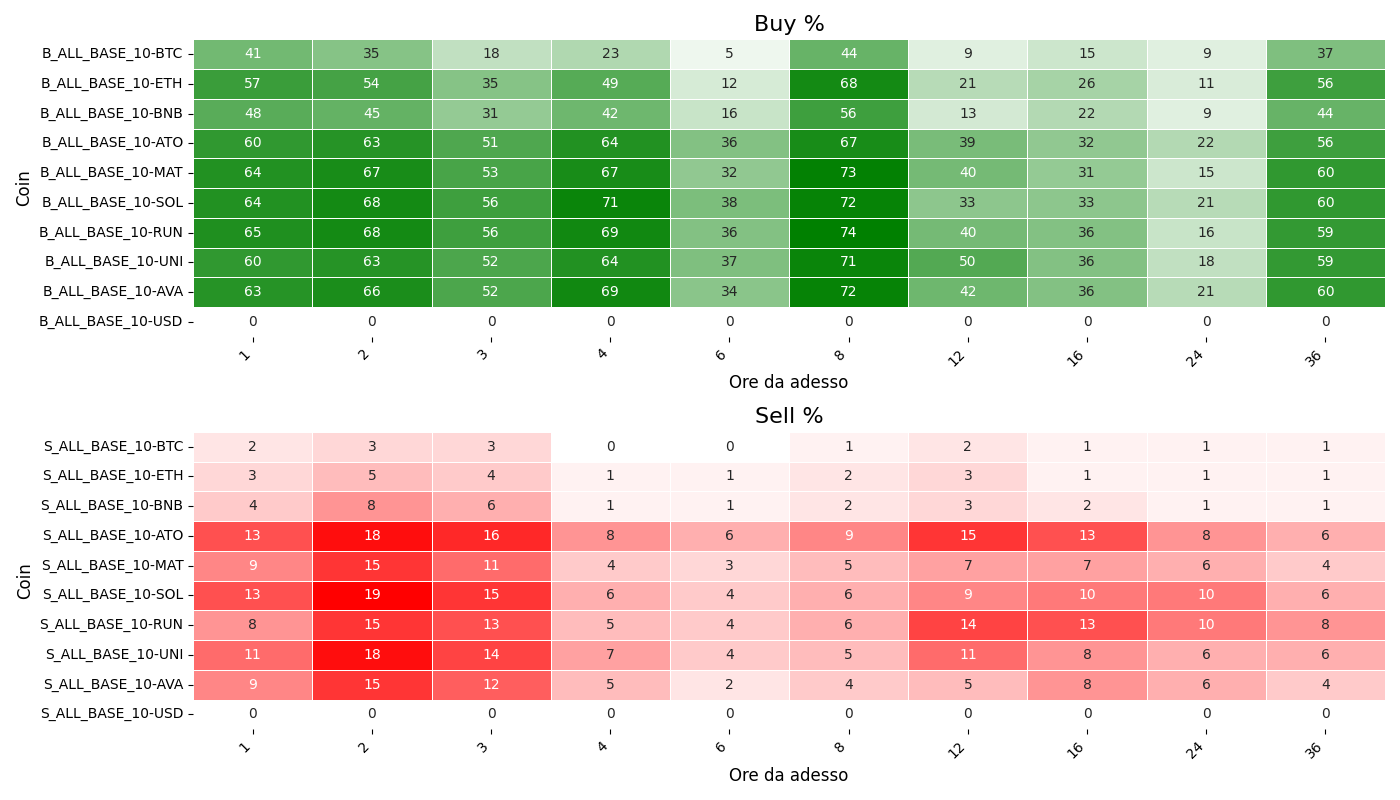 Buy %
Coin
B_ALL_BASE_10-BTC 41 35 18 23 5 44 9 15 9 37
B_ALL_BASE_10-ETH 57 54 35 49 12 68 21 26 11 56
B_ALL_BASE_10-BNB 48 45 31 42 16 56 13 22 9 44
B_ALL_BASE_10-ATO 60 63 51 64 36 67 39 32 22 56
B_ALL_BASE_10-MAT 64 67 53 67 32 73 40 31 15 60
B_ALL_BASE_10-SOL 64 68 56 71 38 72 33 33 21 60
B_ALL_BASE_10-RUN 65 68 56 69 36 74 40 36 16 59
B_ALL_BASE_10-UNI 60 63 52 64 37 71 50 36 18 59
B_ALL_BASE_10-AVA 63 66 52 69 34 72 42 36 21 60
B_ALL_BASE_10-USD 0 0 0 0 0 0 0 0 0 0
1 2 3 4 6 8 12 16 24 36
Ore da adesso
Sell %
Coin
S_ALL_BASE_10-BTC 2 3 3 0 0 1 2 1 1 1
S_ALL_BASE_10-ETH 3 5 4 1 1 2 3 1 1 1
S_ALL_BASE_10-BNB 4 8 6 1 1 2 3 2 1 1
S_ALL_BASE_10-ATO 13 18 16 8 6 9 15 13 8 6
S_ALL_BASE_10-MAT 9 15 11 4 3 5 7 7 6 4
S_ALL_BASE_10-SOL 13 19 15 6 4 6 9 10 10 6
S_ALL_BASE_10-RUN 8 15 13 5 4 6 14 13 10 8
S_ALL_BASE_10-UNI 11 18 14 7 4 5 11 8 6 6
S_ALL_BASE_10-AVA 9 15 12 5 2 4 5 8 6 4
S_ALL_BASE_10-USD 0 0 0 0 0 0 0 0 0 0
1 2 3 4 6 8 12 16 24 36
Ore da adesso